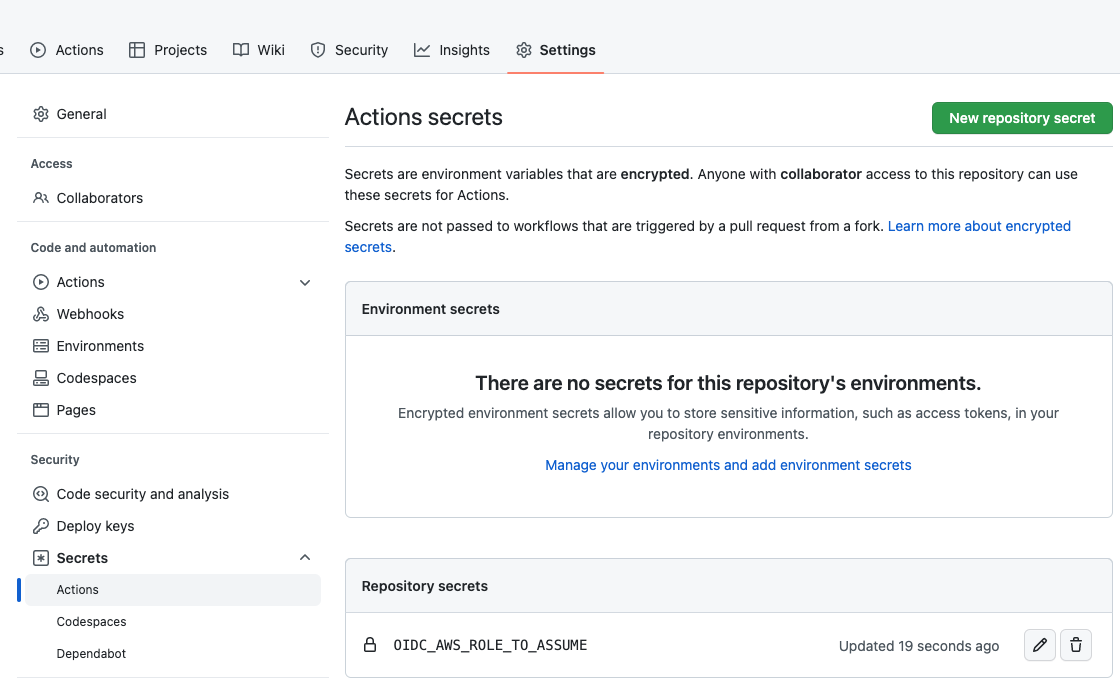 s Actions Projects Wiki Security Insights Settings
General
Access
Collaborators
Code and automation
Actions
Webhooks
Environments
Codespaces
Pages
Security
Code security and analysis
Deploy keys
Secrets
Actions
Codespaces
Dependabot
Actions secrets
New repository secret
Secrets are environment variables that are encrypted. Anyone with collaborator access to this repository can use
these secrets for Actions.
Secrets are not passed to workflows that are triggered by a pull request from a fork. Learn more about encrypted
secrets.
Environment secrets
There are no secrets for this repository's environments.
Encrypted environment secrets allow you to store sensitive information, such as access tokens, in your
repository environments.
Manage your environments and add environment secrets
Repository secrets
OIDC_AWS_ROLE_TO_ASSUME Updated 19 seconds ago